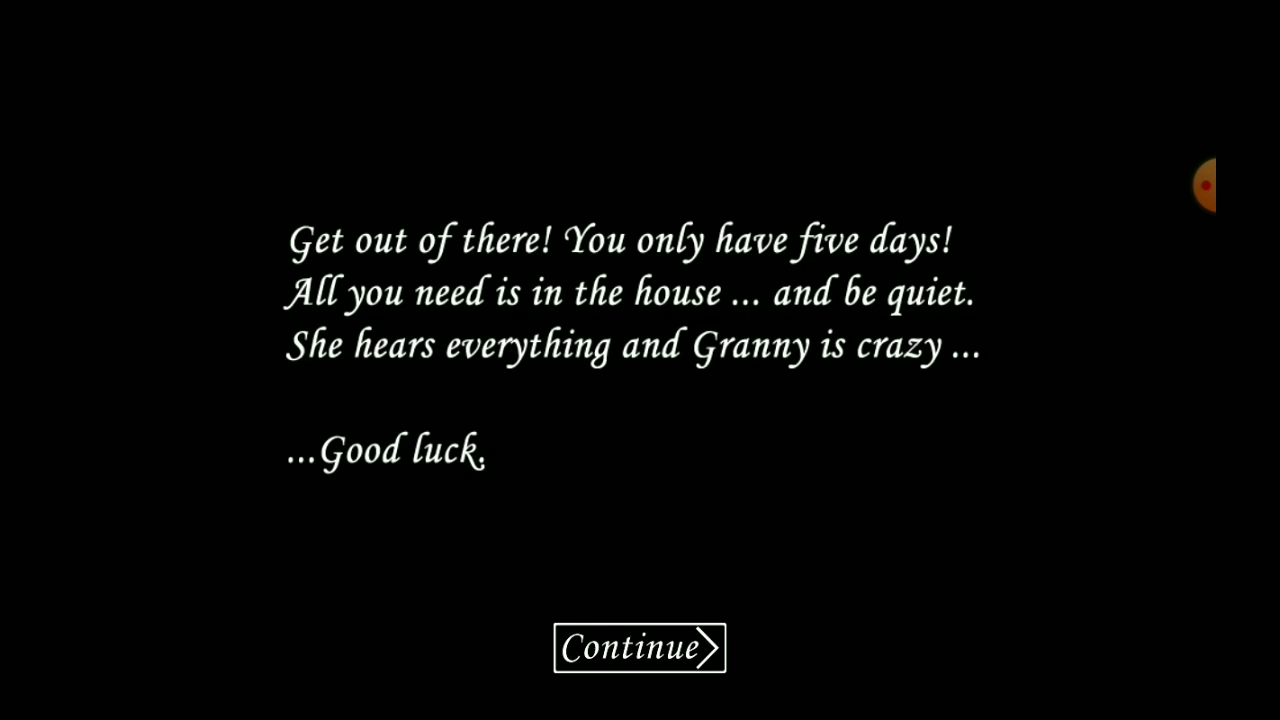 Get out of there! You only have five days!
All you need is in the house ... and be quiet.
She hears everything and Granny is crazy ...
...Good luck.
Continue